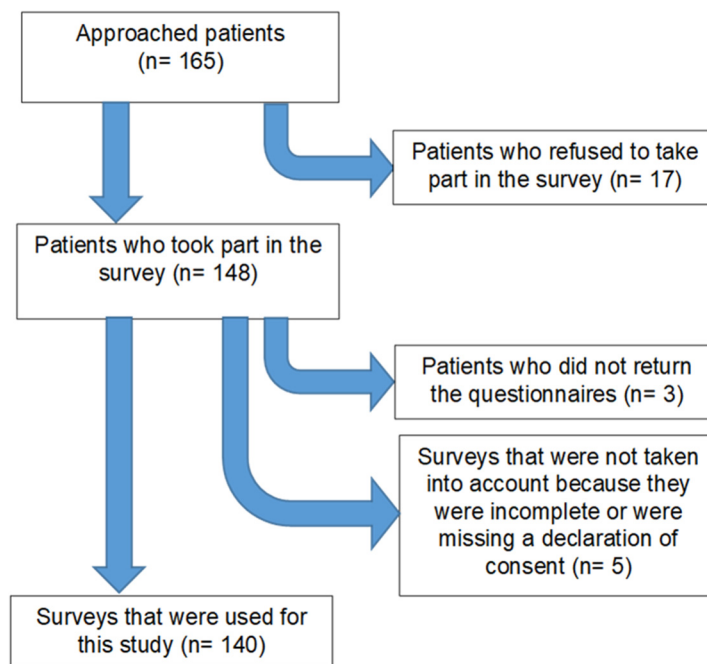 Approached patients
(n= 165)
Patients who refused to take
part in the survey (n= 17)
Patients who took part in the
survey (n= 148)
Patients who did not return
the questionnaires (n= 3)
Surveys that were not taken
into account because they
were incomplete or were
missing a declaration of
consent (n= 5)
Surveys that were used for
this study (n= 140)